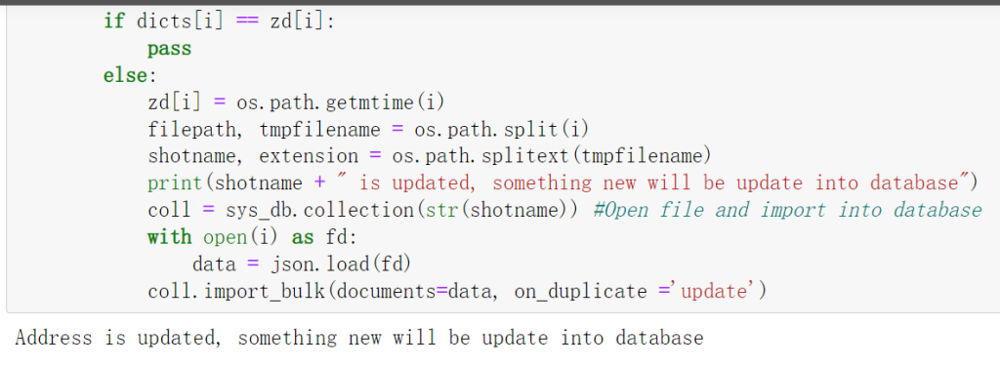 if dicts[i] == zd[i]:
pass
else:
zd[i] = os.path.getmtime(i)
filepath, tmpfilename = os.path.split(i)
shotname, extension = os.path.splitext(tmpfilename)
print(shotname + " is updated, something new will be update into database")
coll = sys_db.collection(str(shotname)) #Open file and import into database
with open(i) as fd:
data = json.load(fd)
coll.import_bulk(documents=data, on_duplicate ='update')
Address is updated, something new will be update into database